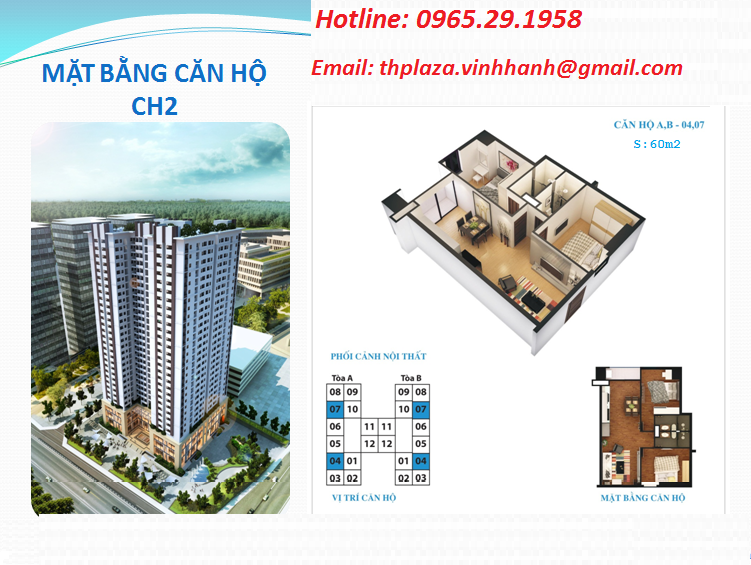 Hotline: 0965.29.1958
Email: thplaza.vinhhanh@gmail.com
MẶT BẰNG CĂN HỘ
CH2
CĂN HỘ A,B - 04,07
S : 60m2
PHỐI CẢNH NỘI THẤT
Tòa A Tòa B
08 09 09 08
07 10 10 07
06 11 11 06
05 12 12 05
04 01 01 04
03 02 02 03
VỊ TRÍ CĂN HỘ
MẶT BẰNG CĂN HỘ